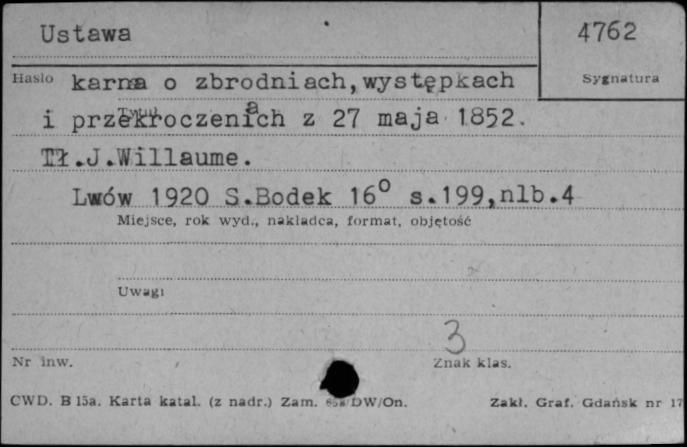 Ustawa
4762
Hasło karna o zbrodniach,występkach
Sygnatura
i przekroczeniach z 27 maja 1852.
Tł.J.Willaume.
Lwów 1920 S.Bodek 16° s.199,nlb.4
Miejsce, rok wyd., nakładca, format, objętość
Uwagi
3
Nr inw.
Znak klas.
CWD. B 15a. Karta katal. (z nadr.) Zam. DW/On.
Zakł. Graf. Gdańsk nr 17